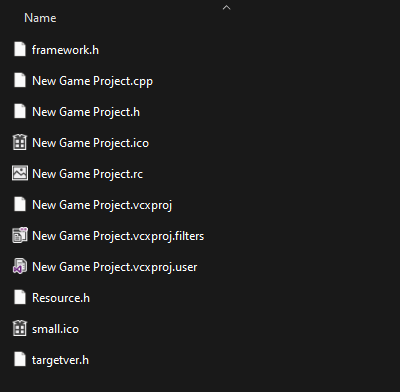 Name
framework.h
New Game Project.cpp
New Game Project.h
New Game Project.ico
New Game Project.rc
New Game Project.vcxproj
New Game Project.vcxproj.filters
New Game Project.vcxproj.user
Resource.h
small.ico
targetver.h